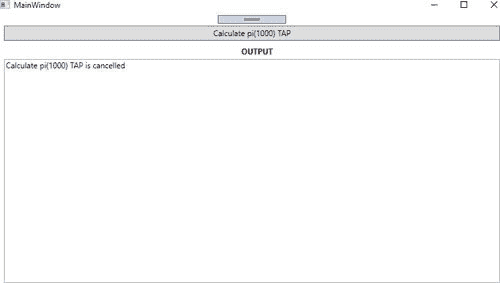 MainWindow
Calculate pi(1000) TAP
OUTPUT
Calculate pi(1000) TAP is cancelled